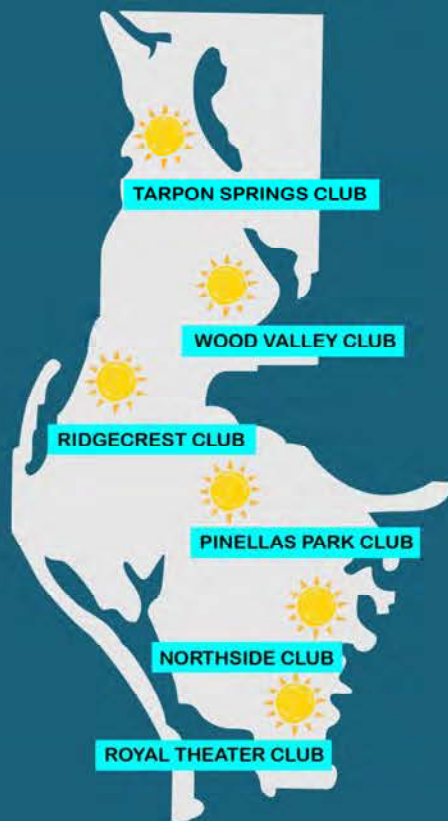 TARPON SPRINGS CLUB
WOOD VALLEY CLUB
RIDGECREST CLUB
PINELLAS PARK CLUB
NORTHSIDE CLUB
ROYAL THEATER CLUB